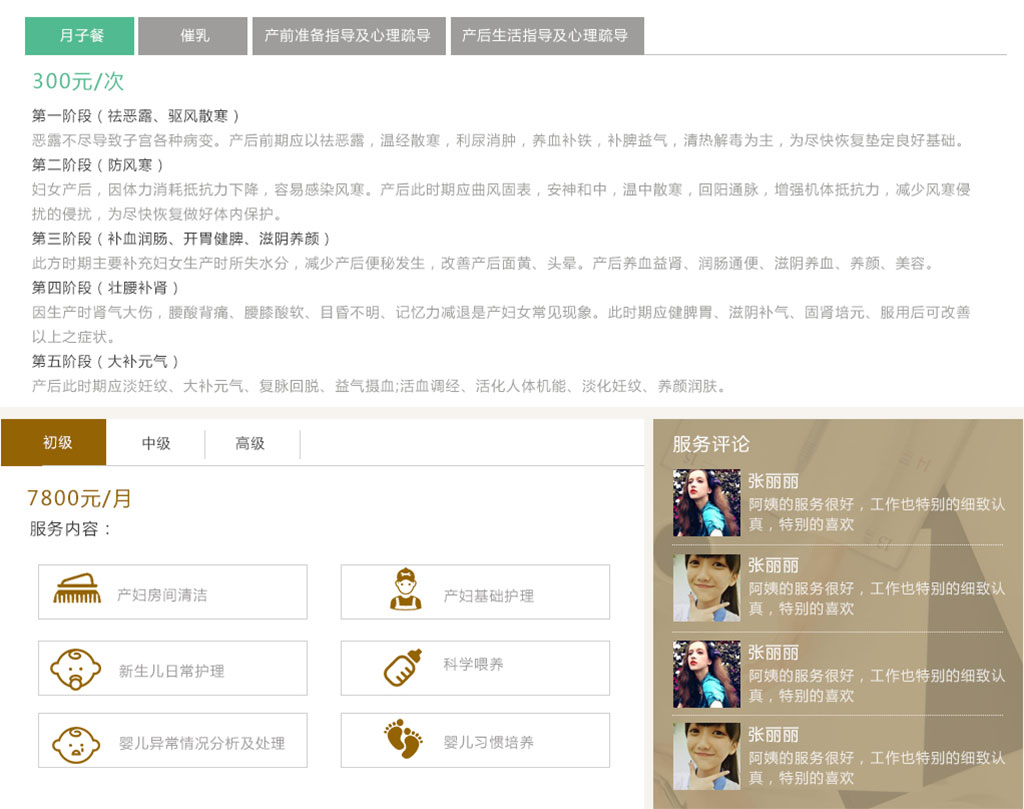 月子餐
催乳
产前准备指导及心理疏导
产后生活指导及心理疏导
300元/次
第一阶段（祛恶露、驱风散寒）
恶露不尽导致子宫各种病变。产后前期应以祛恶露，温经散寒，利尿消肿，养血补铁，补脾益气，清热解毒为主，为尽快恢复垫定良好基础。
第二阶段（防风寒）
妇女产后，因体力消耗抵抗力下降，容易感染风寒。产后此时期应曲风固表，安神和中，温中散寒，回阳通脉，增强机体抵抗力，减少风寒侵
扰的侵扰，为尽快恢复做好体内保护。
第三阶段（补血润肠、开胃健脾、滋阴养颜）
此方时期主要补充妇女生产时所失水分，减少产后便秘发生，改善产后面黄、头晕。产后养血益肾、润肠通便、滋阴养血、养颜、美容。
第四阶段（壮腰补肾）
因生产时肾气大伤，腰酸背痛、腰膝酸软、目昏不明、记忆力减退是产妇女常见现象。此时期应健脾胃、滋阴补气、固肾培元、服用后可改善
以上之症状。
第五阶段（大补元气）
产后此时期应淡妊纹、大补元气、复脉回脱、益气摄血;活血调经、活化人体机能、淡化妊纹、养颜润肤。
初级
中级
高级
7800元/月
服务内容：
产妇房间清洁
产妇基础护理
新生儿日常护理
科学喂养
婴儿异常情况分析及处理
婴儿习惯培养
服务评论
张丽丽
阿姨的服务很好，工作也特别的细致认
真，特别的喜欢
张丽丽
阿姨的服务很好，工作也特别的细致认
真，特别的喜欢
张丽丽
阿姨的服务很好，工作也特别的细致认
真，特别的喜欢
张丽丽
阿姨的服务很好，工作也特别的细致认
真，特别的喜欢